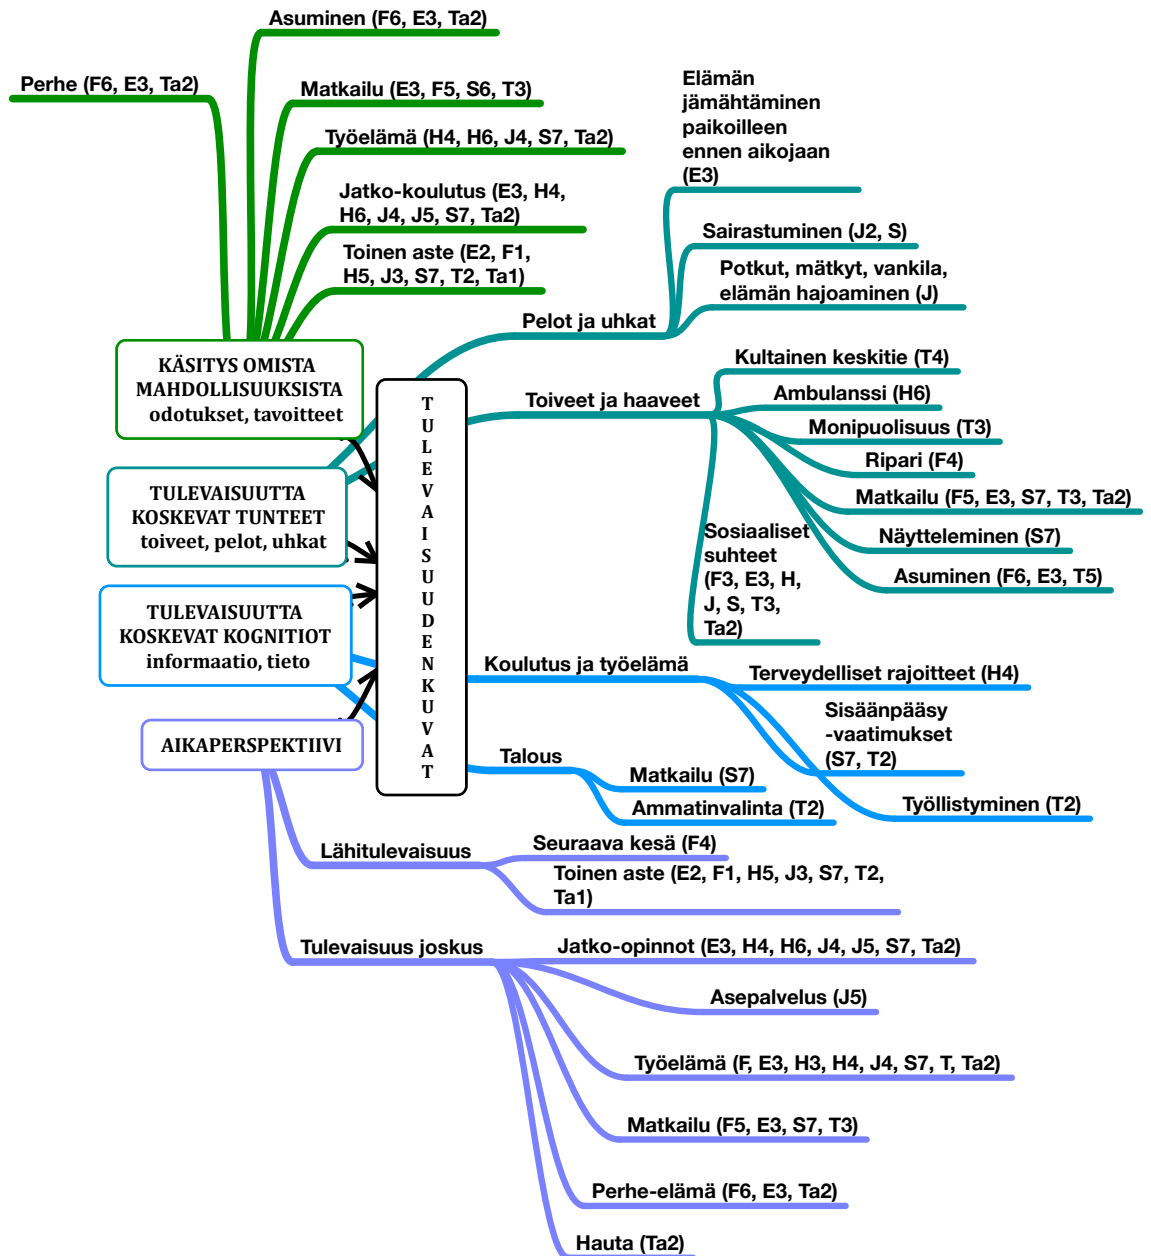 Asuminen (F6, E3, Ta2)
Perhe (F6, E3, Ta2)
Matkailu (E3, F5, S6, T3)
Työelämä (H4, H6, J4, S7, Ta2)
Jatko-koulutus (E3, H4,
H6, J4, J5, S7, Ta2)
Toinen aste (E2, F1,
H5, J3, S7, T2, Ta1)
KÄSITYS OMISTA
MAHDOLLISUUKSISTA
odotukset, tavoitteet
TULEVAISUUTTA
KOSKEVAT TUNTEET
toiveet, pelot, uhkat
TULEVAISUUTTA
KOSKEVAT KOGNITIOT
informaatio, tieto
AIKAPERSPEKTIIVI
T
U
L
E
V
A
I
S
U
U
D
E
N
K
U
V
A
T
Pelot ja uhkat
Elämän
jämähtäminen
paikoilleen
ennen aikojaan
(E3)
Sairastuminen (J2, S)
Potkut, mätkyt, vankila,
elämän hajoaminen (J)
Toiveet ja haaveet
Kultainen keskitie (T4)
Ambulanssi (H6)
Monipuolisuus (T3)
Ripari (F4)
Matkailu (F5, E3, S7, T3, Ta2)
Näytteleminen (S7)
Asuminen (F6, E3, T5)
Sosiaaliset
suhteet
(F3, E3, H,
J, S, T3,
Ta2)
Koulutus ja työelämä
Terveydelliset rajoitteet (H4)
Sisäänpääsy
-vaatimukset
(S7, T2)
Työllistyminen (T2)
Talous
Matkailu (S7)
Ammatinvalinta (T2)
Lähitulevaisuus
Seuraava kesä (F4)
Toinen aste (E2, F1, H5, J3, S7, T2,
Ta1)
Tulevaisuus joskus
Jatko-opinnot (E3, H4, H6, J4, J5, S7, Ta2)
Asepalvelus (J5)
Työelämä (F, E3, H3, H4, J4, S7, T, Ta2)
Matkailu (F5, E3, S7, T3)
Perhe-elämä (F6, E3, Ta2)
Hauta (Ta2)